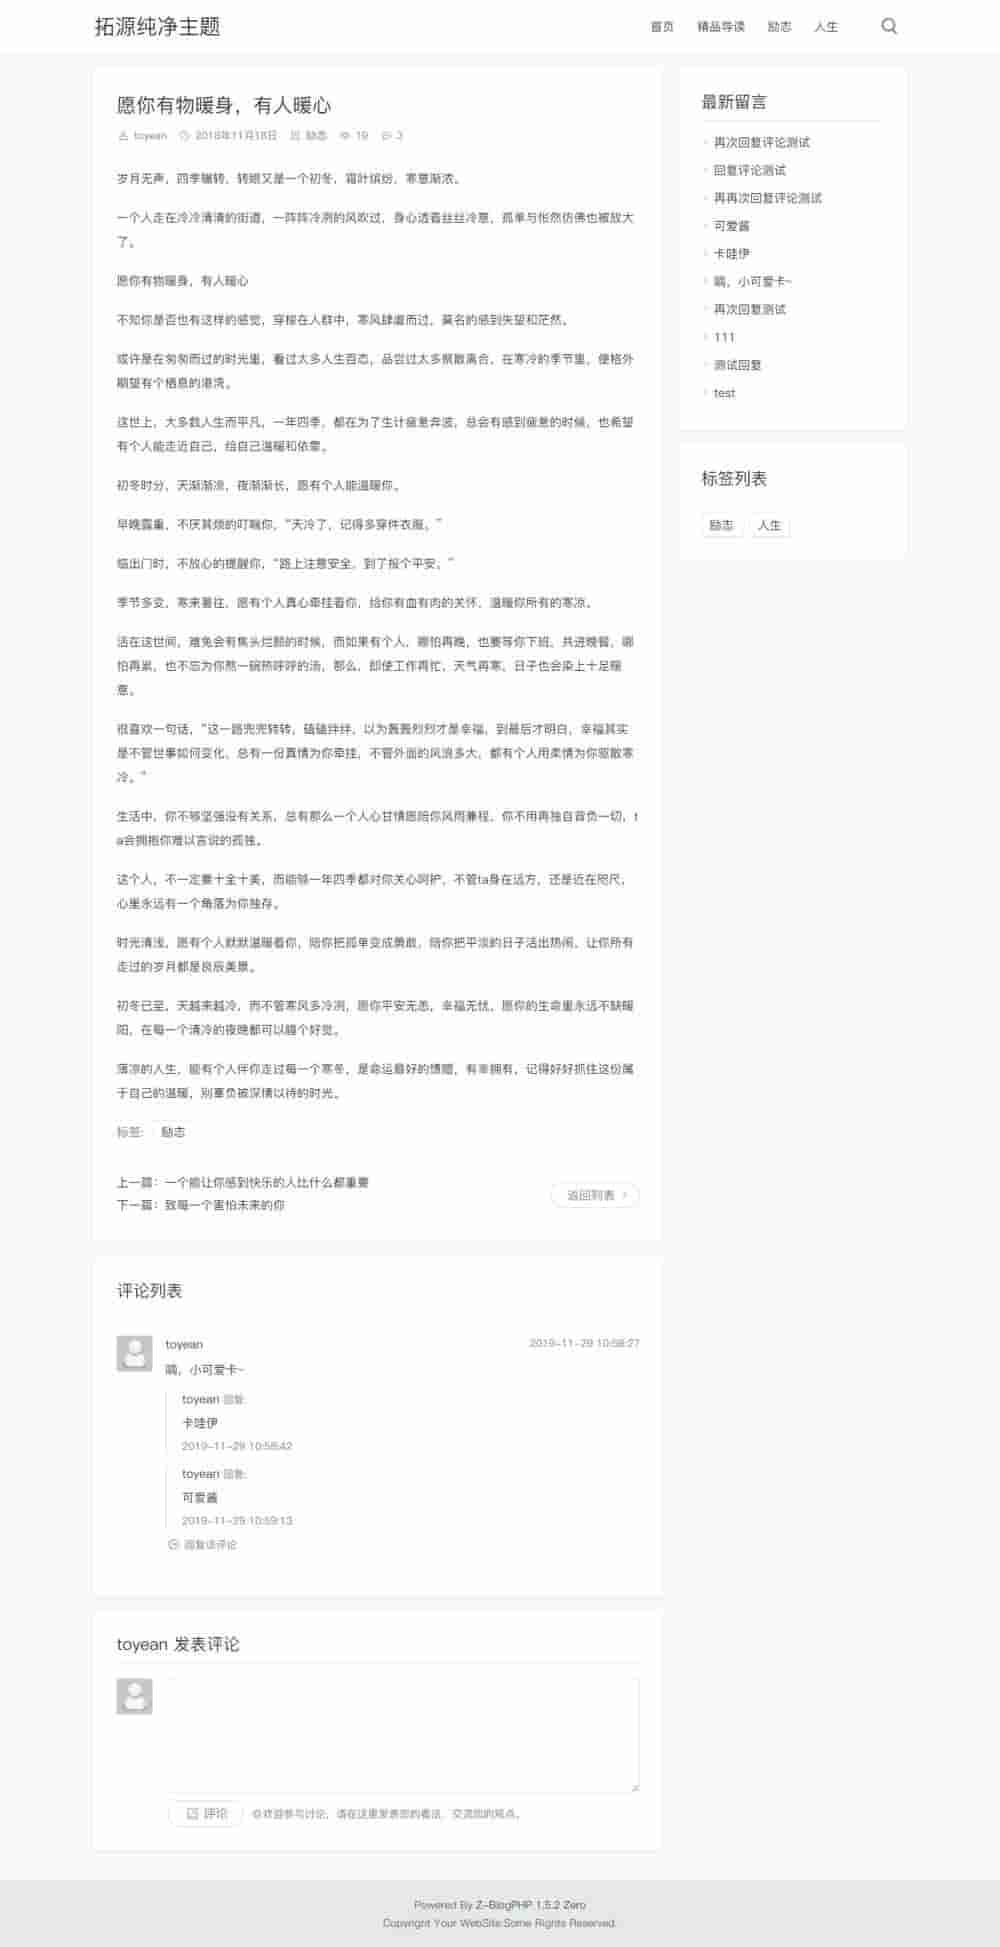 拓源纯净主题
首页 精品导读 励志 人生
愿你有物暖身，有人暖心
toyean 2018年11月18日 励志 19 3
岁月无声，四季辗转，转眼又是一个初冬，霜叶缤纷，寒意渐浓。
一个人走在冷冷清清的街道，一阵阵冷冽的风吹过，身心透着丝丝冷意，孤单与怅然仿佛也被放大
了。
愿你有物暖身，有人暖心
不知你是否也有这样的感觉，穿梭在人群中，寒风肆虐而过，莫名的感到失望和茫然。
或许是在匆匆而过的时光里，看过太多人生百态，品尝过太多聚散离合，在寒冷的季节里，便格外
期望有个栖息的港湾。
这世上，大多数人生而平凡，一年四季，都在为了生计疲惫奔波，总会有感到疲惫的时候，也希望
有个人能走近自己，给自己温暖和依靠。
初冬时分，天渐渐凉，夜渐渐长，愿有个人能温暖你。
早晚露重，不厌其烦的叮嘱你，“天冷了，记得多穿件衣服。”
临出门时，不放心的提醒你，“路上注意安全，到了报个平安。”
季节多变，寒来暑往，愿有个人真心牵挂着你，给你有血有肉的关怀，温暖你所有的寒凉。
活在这世间，难免会有焦头烂额的时候，而如果有个人，哪怕再晚，也要等你下班，共进晚餐，哪
怕再累，也不忘为你熬一碗热呼呼的汤，那么，即使工作再忙，天气再寒，日子也会染上十足暖
意。
很喜欢一句话，“这一路兜兜转转，磕磕绊绊，以为轰轰烈烈才是幸福，到最后才明白，幸福其实
是不管世事如何变化，总有一份真情为你牵挂，不管外面的风浪多大，都有个人用柔情为你驱散寒
冷。”
生活中，你不够坚强没有关系，总有那么一个人心甘情愿陪你风雨兼程，你不用再独自背负一切，t
a会拥抱你难以言说的孤独。
这个人，不一定要十全十美，而能够一年四季都对你关心呵护，不管ta身在远方，还是近在咫尺，
心里永远有一个角落为你独存。
时光清浅，愿有个人默默温暖着你，陪你把孤单变成勇敢，陪你把平淡的日子活出热闹，让你所有
走过的岁月都是良辰美景。
初冬已至，天越来越冷，而不管寒风多冷冽，愿你平安无恙，幸福无忧，愿你的生命里永远不缺暖
阳，在每一个清冷的夜晚都可以睡个好觉。
薄凉的人生，能有个人伴你走过每一个寒冬，是命运最好的馈赠，有幸拥有，记得好好抓住这份属
于自己的温暖，别辜负被深情以待的时光。
标签: 励志
上一篇：一个能让你感到快乐的人比什么都重要
下一篇：致每一个害怕未来的你
返回列表
评论列表
toyean 2019-11-29 10:58:27
嘀，小可爱卡~
toyean 回复:
卡哇伊
2019-11-29 10:58:42
toyean 回复:
可爱酱
2019-11-29 10:59:13
回复该评论
toyean 发表评论
评论 ◎欢迎参与讨论，请在这里发表您的看法、交流您的观点。
最新留言
再次回复评论测试
回复评论测试
再再次回复评论测试
可爱酱
卡哇伊
嘀，小可爱卡~
再次回复测试
111
测试回复
test
标签列表
励志 人生
Powered By Z-BlogPHP 1.5.2 Zero
Copyright Your WebSite.Some Rights Reserved.